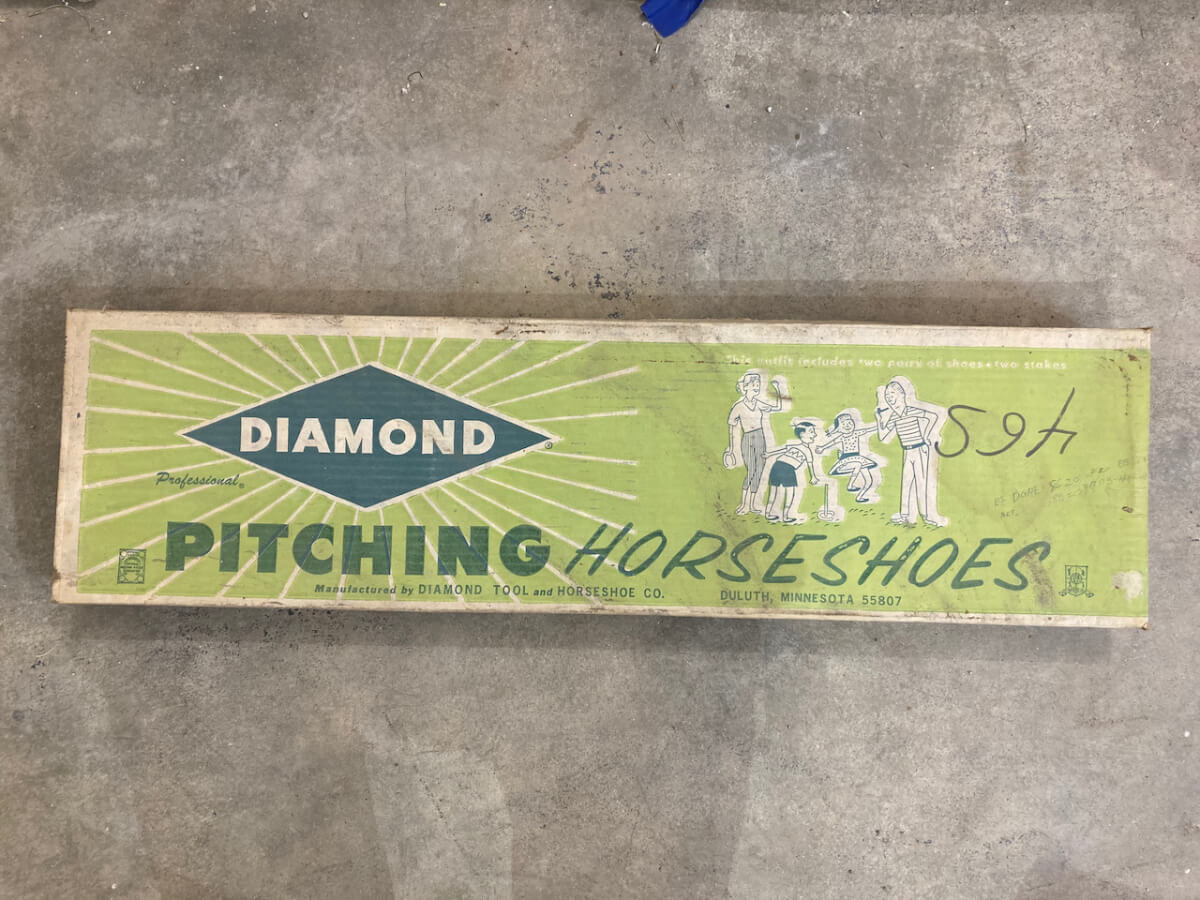 This outfit includes two pairs of shoes • two stakes
DIAMOND®
Professional®
465
PITCHING HORSESHOES
Manufactured by DIAMOND TOOL and HORSESHOE CO. DULUTH, MINNESOTA 55807